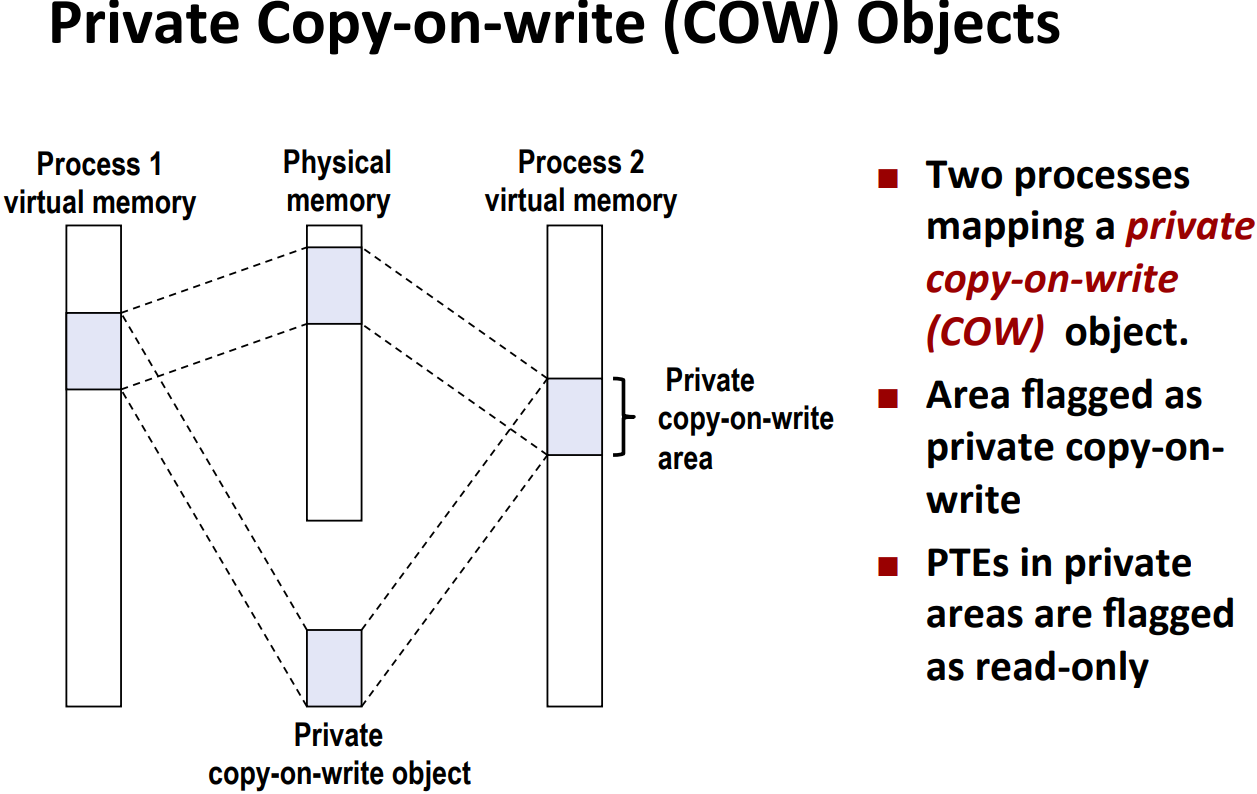 Private Copy-on-write (COW) Objects
Process 1
virtual memory
Physical
memory
Process 2
virtual memory
Private
copy-on-write
area
Private
copy-on-write object
Two processes
mapping a private
copy-on-write
(COW) object.
Area flagged as
private copy-on-
write
PTEs in private
areas are flagged
as read-only